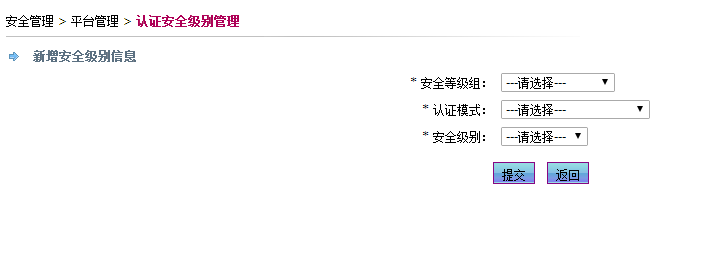 安全管理 > 平台管理 > 认证安全级别管理
新增安全级别信息
* 安全等级组： ---请选择---
* 认证模式： ---请选择---
* 安全级别： ---请选择---
提交 返回